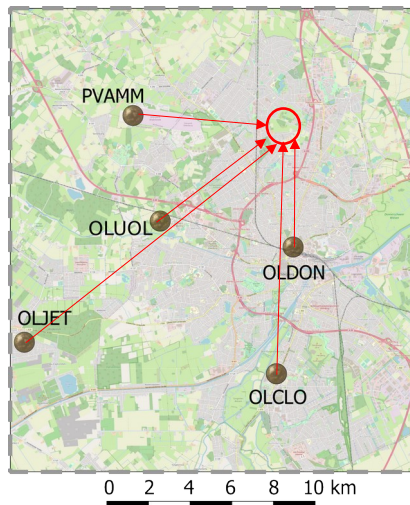 PVAMM
OLUOL
OLDON
OLJET
OLCLO
0 2 4 6 8 10 km